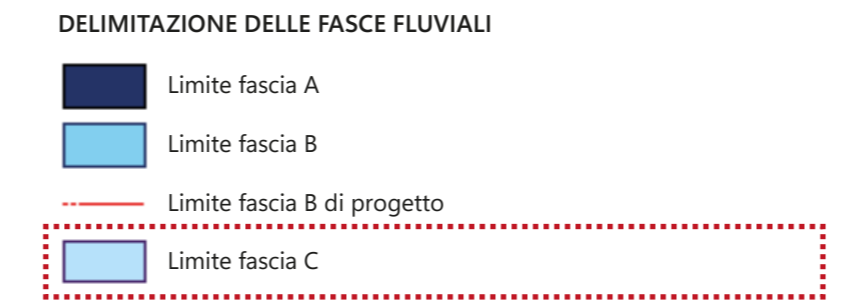 DELIMITAZIONE DELLE FASCE FLUVIALI
Limite fascia A
Limite fascia B
Limite fascia B di progetto
Limite fascia C